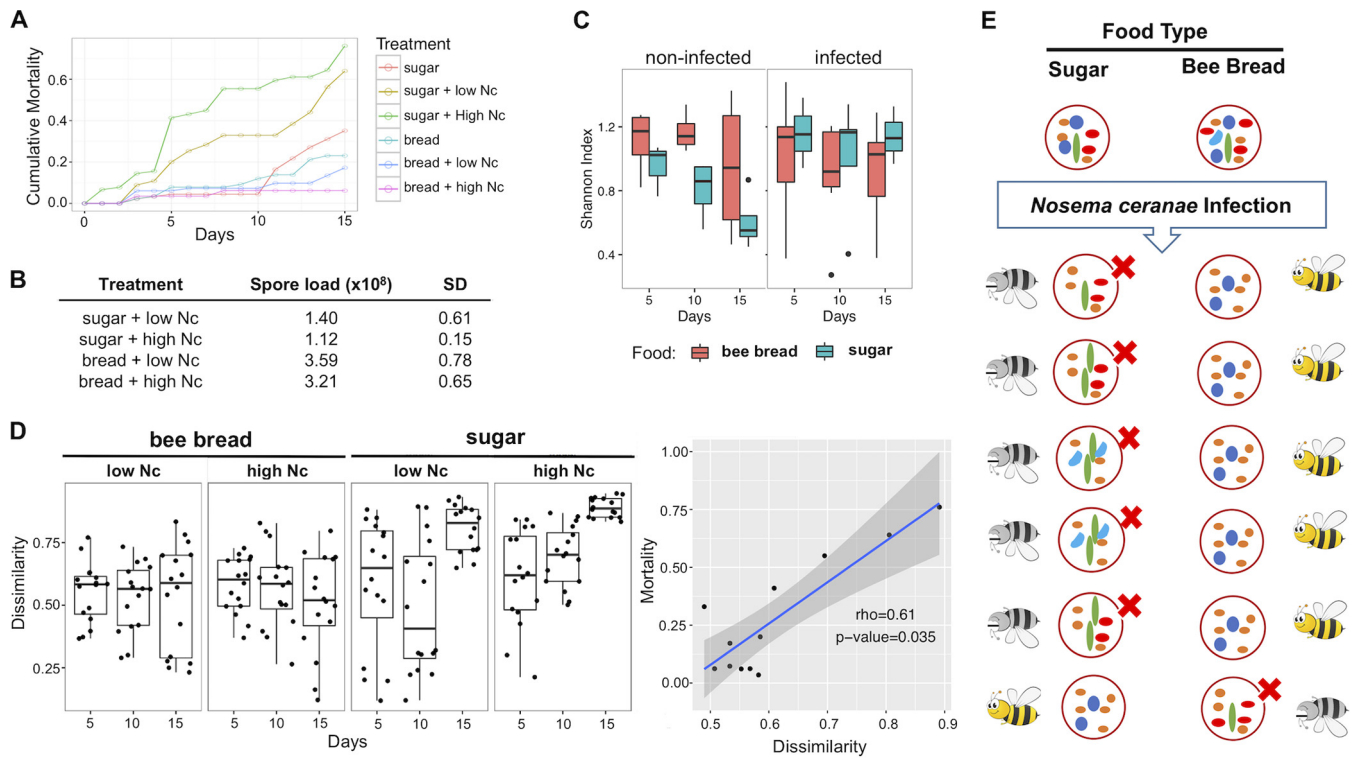 A
Treatment
sugar
sugar + low Nc
sugar + High Nc
bread
bread + low Nc
bread + high Nc
Cumulative Mortality
0.6
0.4
0.2
0.0
0 5 10 15
Days
B
Treatment Spore load (x10⁸) SD
sugar + low Nc 1.40 0.61
sugar + high Nc 1.12 0.15
bread + low Nc 3.59 0.78
bread + high Nc 3.21 0.65
C
non-infected infected
Shannon Index
1.2
0.8
0.4
5 10 15 5 10 15
Days Days
Food: bee bread sugar
D
bee bread sugar
low Nc high Nc low Nc high Nc
Dissimilarity
0.75
0.50
0.25
5 10 15 5 10 15 5 10 15 5 10 15
Days
Mortality
1.00
0.75
0.50
0.25
0.00
rho=0.61
p−value=0.035
0.5 0.6 0.7 0.8 0.9
Dissimilarity
E
Food Type
Sugar Bee Bread
Nosema ceranae Infection